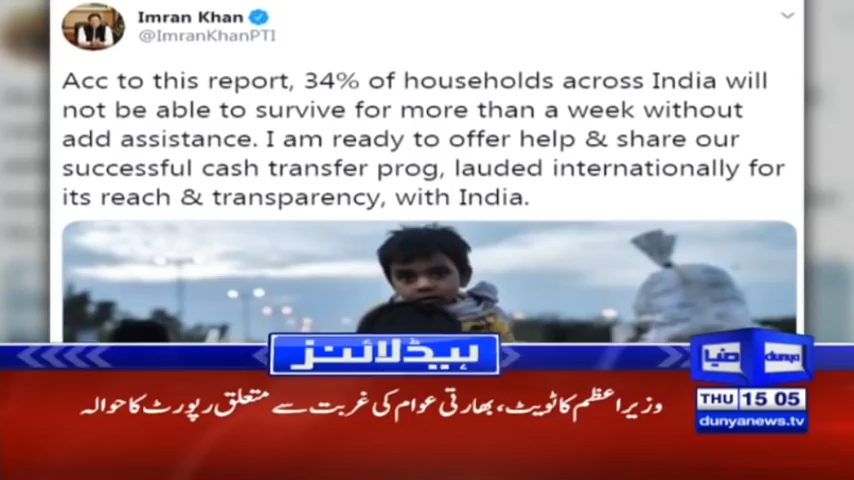 Imran Khan
@ImranKhanPTI
Acc to this report, 34% of households across India will
not be able to survive for more than a week without
add assistance. I am ready to offer help & share our
successful cash transfer prog, lauded internationally for
its reach & transparency, with India.
ہیڈلائنز
دنیا dunya
وزیراعظم کا ٹویٹ، بھارتی عوام کی غربت سے متعلق رپورٹ کا حوالہ
THU 15 05
dunyanews.tv